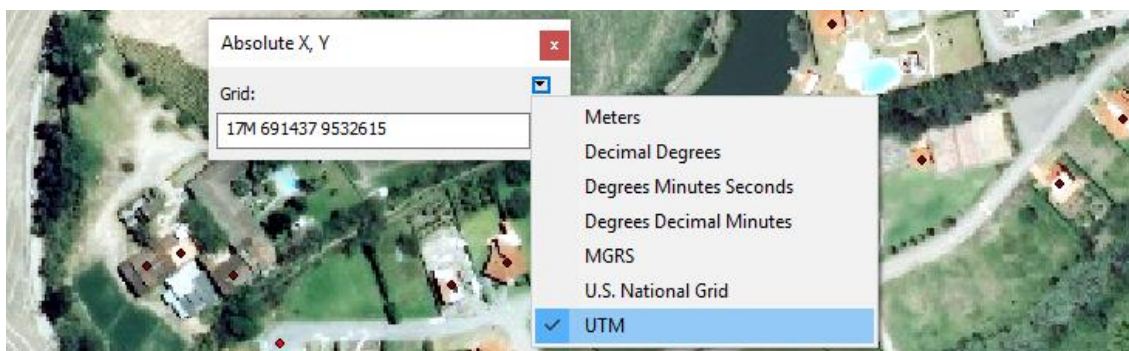 Absolute X, Y
x
Grid:
17M 691437 9532615
Meters
Decimal Degrees
Degrees Minutes Seconds
Degrees Decimal Minutes
MGRS
U.S. National Grid
UTM